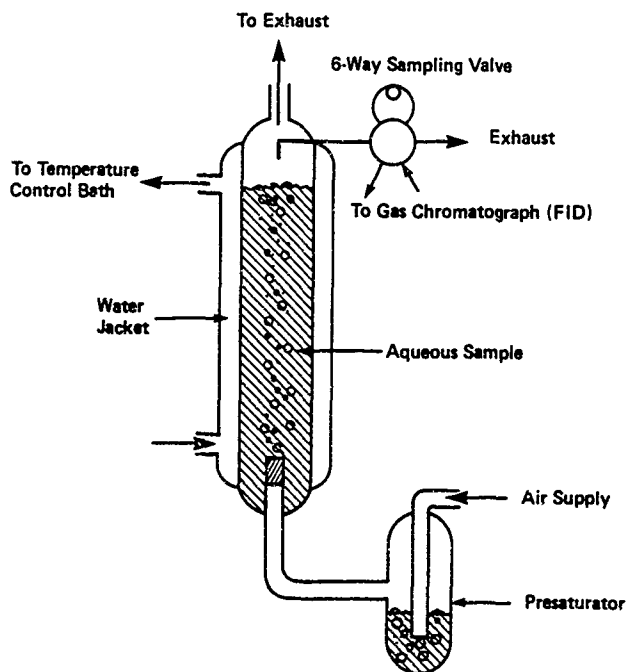 To Exhaust
6-Way Sampling Valve
Exhaust
To Temperature
Control Bath
To Gas Chromatograph (FID)
Water
Jacket
Aqueous Sample
Air Supply
Presaturator